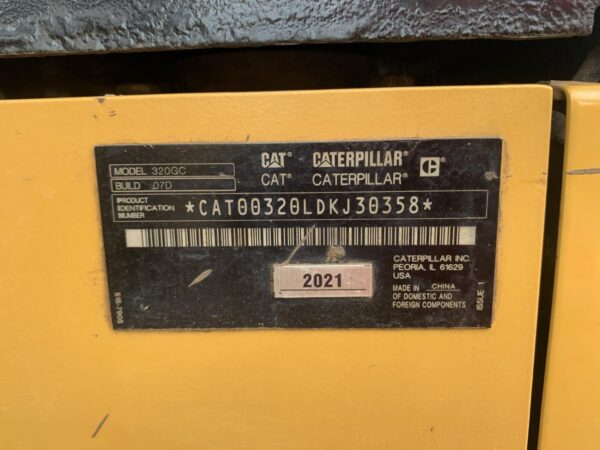 MODEL 320GC
BUILD 07D
CAT® CATERPILLAR® C®
CAT® CATERPILLAR®
PRODUCT
IDENTIFICATION
NUMBER
*CAT00320LDKJ30358*
CATERPILLAR INC.
PEORIA, IL 61629
USA
2021
MADE IN CHINA
OF DOMESTIC AND
FOREIGN COMPONENTS
ISSUE 1